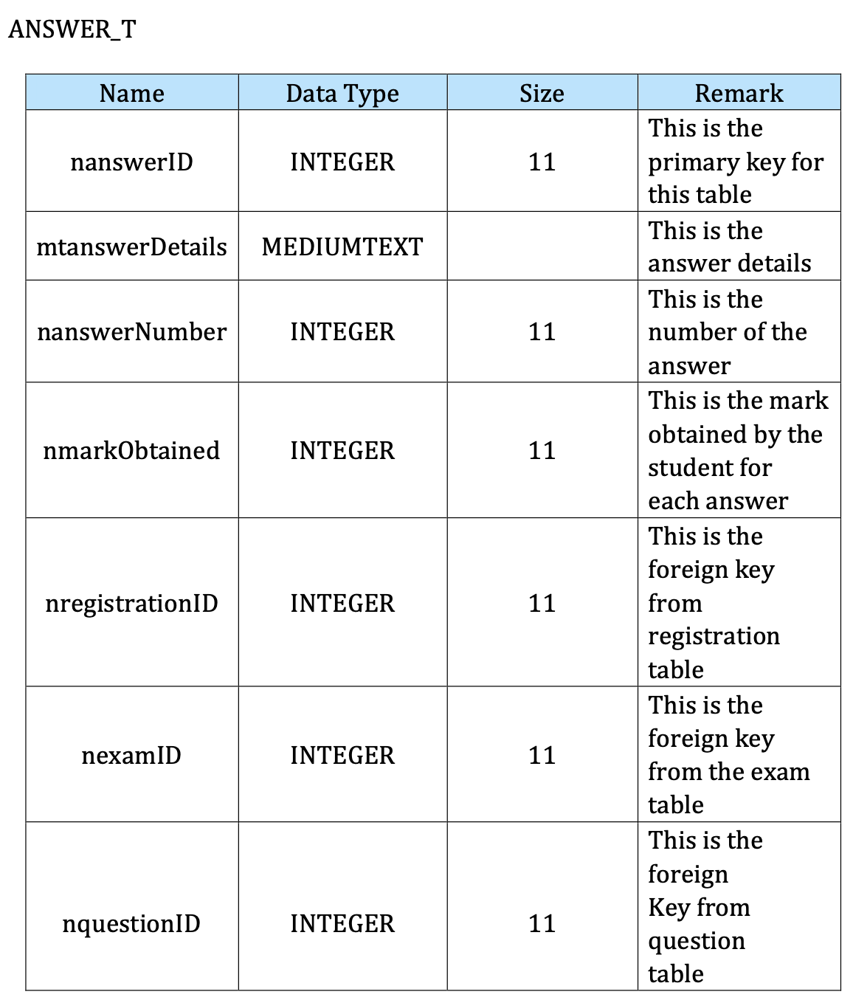 ANSWER_T
Name Data Type Size Remark
nanswerID INTEGER 11 This is the
primary key for
this table
mtanswerDetails MEDIUMTEXT This is the
answer details
nanswerNumber INTEGER 11 This is the
number of the
answer
nmarkObtained INTEGER 11 This is the mark
obtained by the
student for
each answer
nregistrationID INTEGER 11 This is the
foreign key
from
registration
table
nexamID INTEGER 11 This is the
foreign key
from the exam
table
nquestionID INTEGER 11 This is the
foreign
Key from
question
table